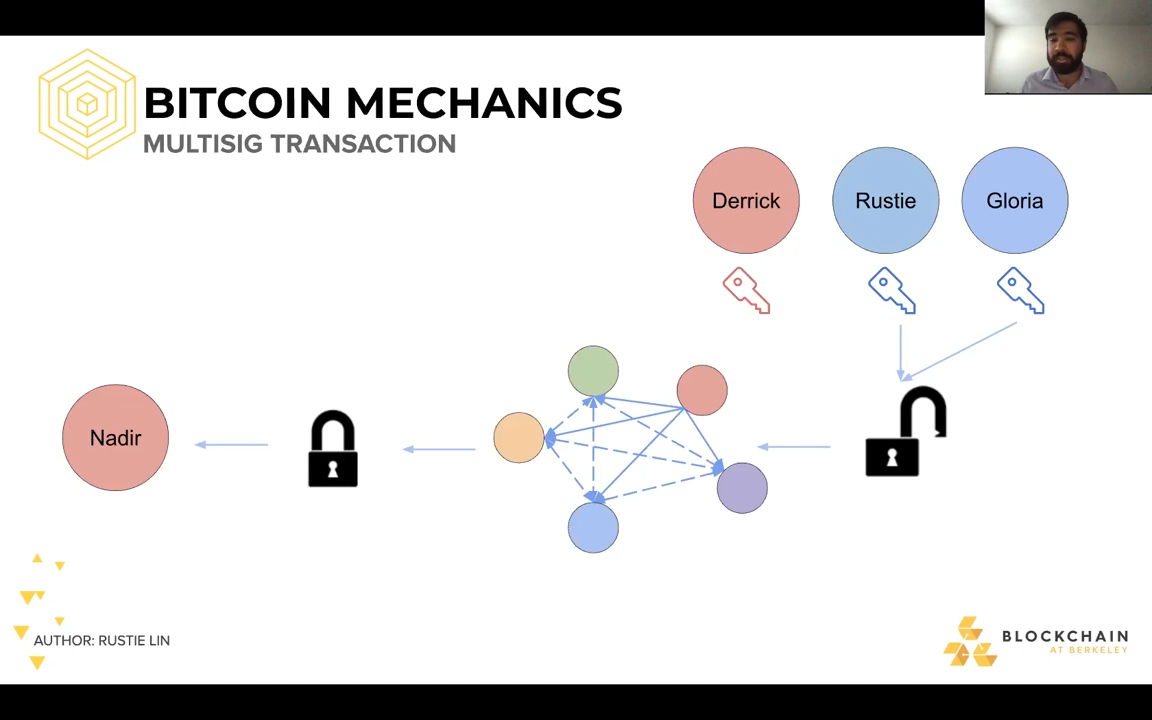 BITCOIN MECHANICS
MULTISIG TRANSACTION
Derrick
Rustie
Gloria
Nadir
AUTHOR: RUSTIE LIN
BLOCKCHAIN
AT BERKELEY